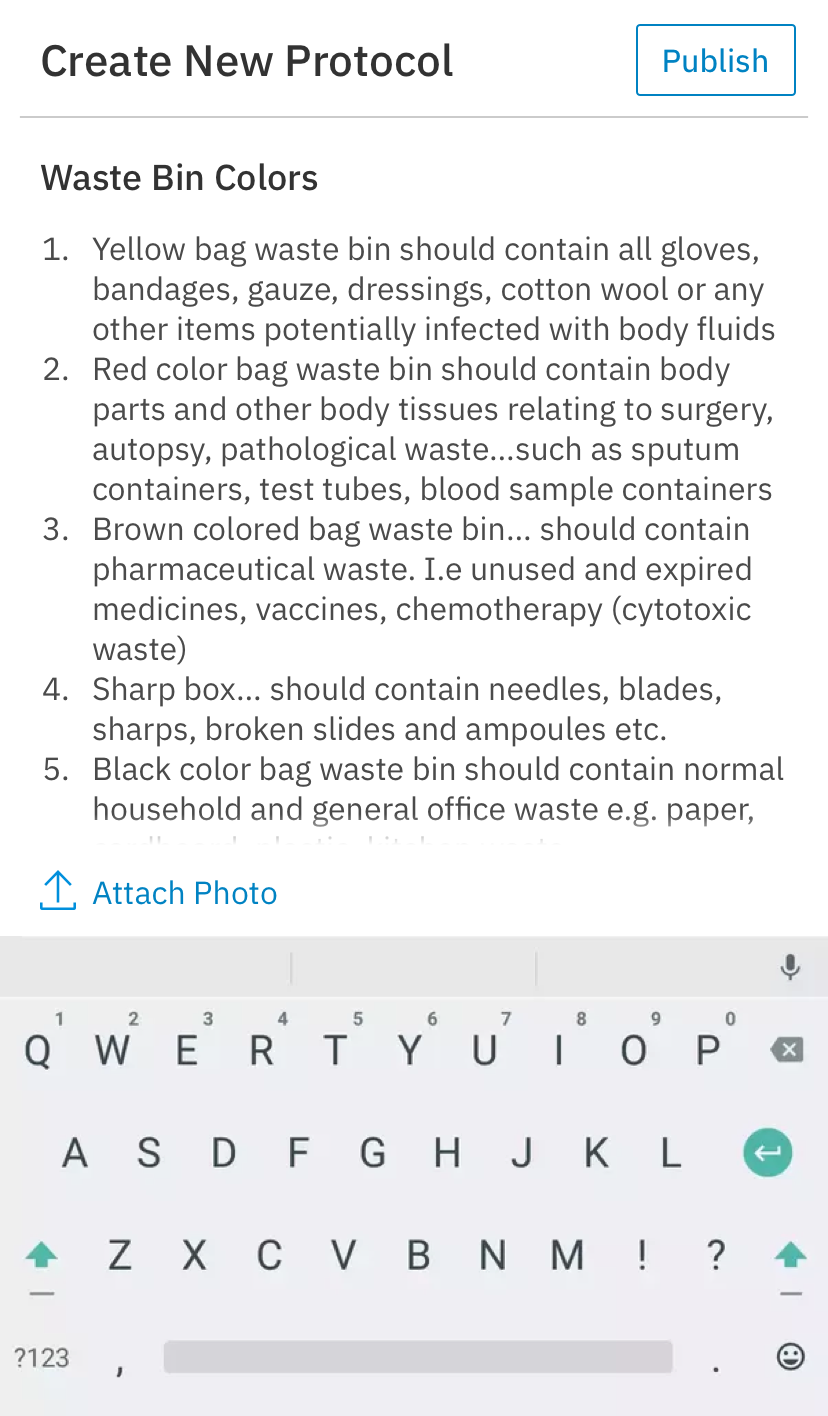 Create New Protocol
Publish
Waste Bin Colors
1. Yellow bag waste bin should contain all gloves,
bandages, gauze, dressings, cotton wool or any
other items potentially infected with body fluids
2. Red color bag waste bin should contain body
parts and other body tissues relating to surgery,
autopsy, pathological waste...such as sputum
containers, test tubes, blood sample containers
3. Brown colored bag waste bin... should contain
pharmaceutical waste. I.e unused and expired
medicines, vaccines, chemotherapy (cytotoxic
waste)
4. Sharp box... should contain needles, blades,
sharps, broken slides and ampoules etc.
5. Black color bag waste bin should contain normal
household and general office waste e.g. paper,
Attach Photo
1 2 3 4 5 6 7 8 9 0
Q W E R T Y U I O P
A S D F G H J K L
Z X C V B N M ! ?
?123 , .